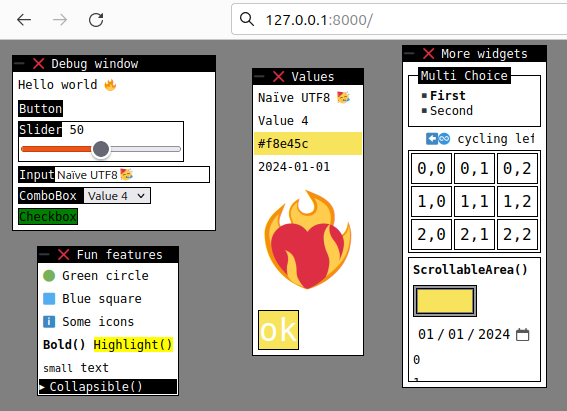 127.0.0.1:8000/
Debug window
Hello world 🔥
Button
Slider 50
Input Naïve UTF8 🥳
ComboBox Value 4
Checkbox
Fun features
Green circle
Blue square
Some icons
Bold() Highlight()
small text
Collapsible()
Values
Naïve UTF8 🥳
Value 4
#f8e45c
2024-01-01
ok
More widgets
Multi Choice
First
Second
cycling lef
0,0 0,1 0,2
1,0 1,1 1,2
2,0 2,1 2,2
ScrollableArea()
01/01/2024
0